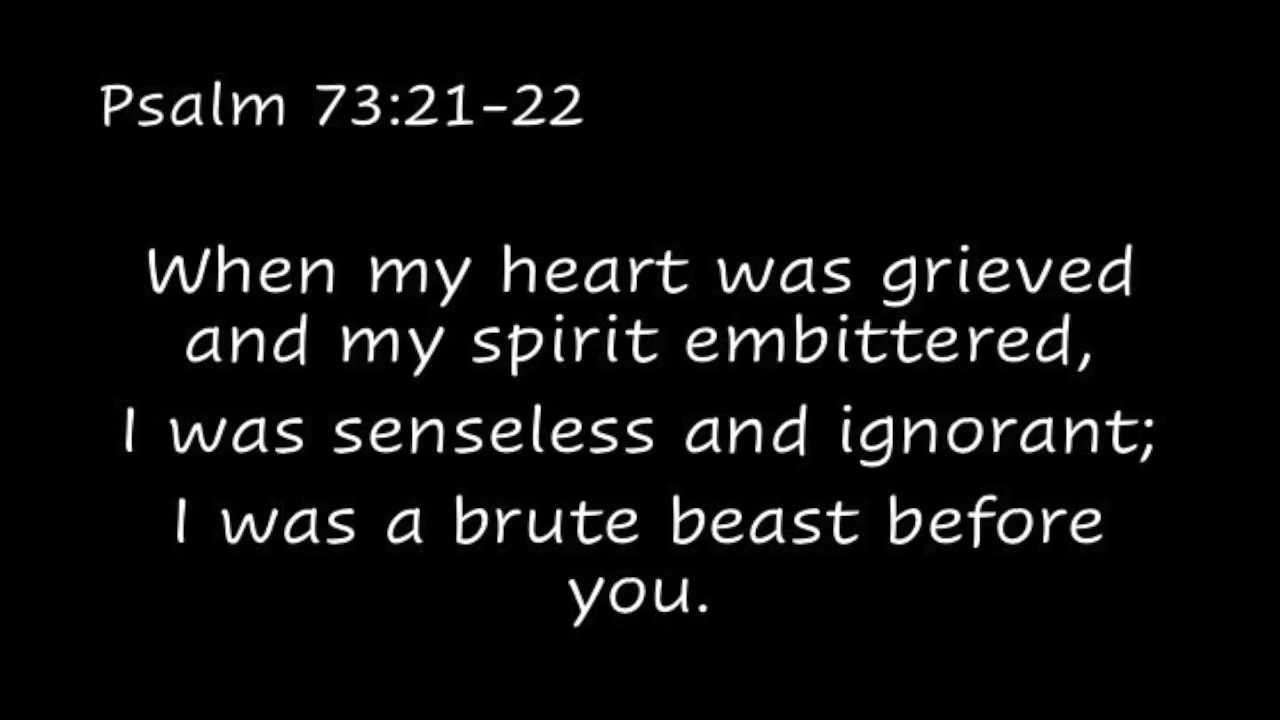 Psalm 73:21-22
When my heart was grieved
and my spirit embittered,
I was senseless and ignorant;
I was a brute beast before
you.